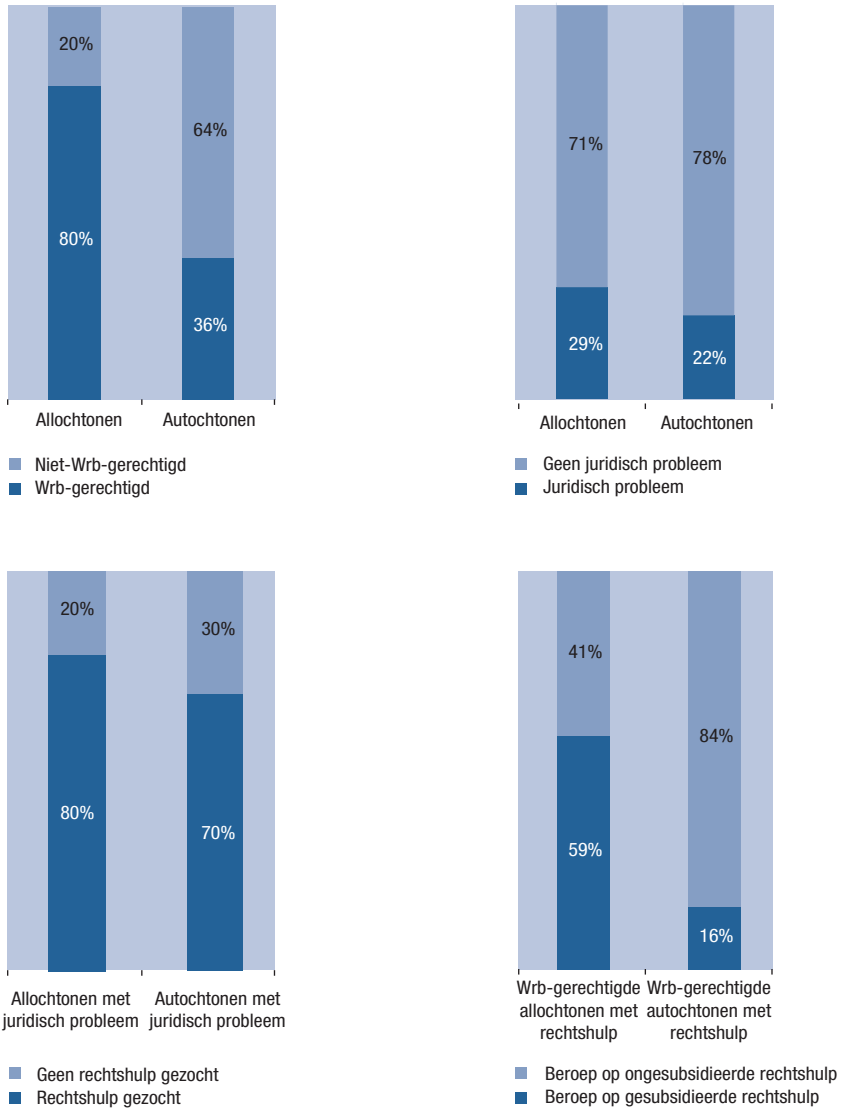 20%
64%
80%
36%
Allochtonen Autochtonen
Niet-Wrb-gerechtigd
Wrb-gerechtigd
71%
78%
29%
22%
Allochtonen Autochtonen
Geen juridisch probleem
Juridisch probleem
20%
30%
80%
70%
Allochtonen met Autochtonen met
juridisch probleem juridisch probleem
Geen rechtshulp gezocht
Rechtshulp gezocht
41%
84%
59%
16%
Wrb-gerechtigde Wrb-gerechtigde
allochtonen met autochtonen met
rechtshulp rechtshulp
Beroep op ongesubsidieerde rechtshulp
Beroep op gesubsidieerde rechtshulp